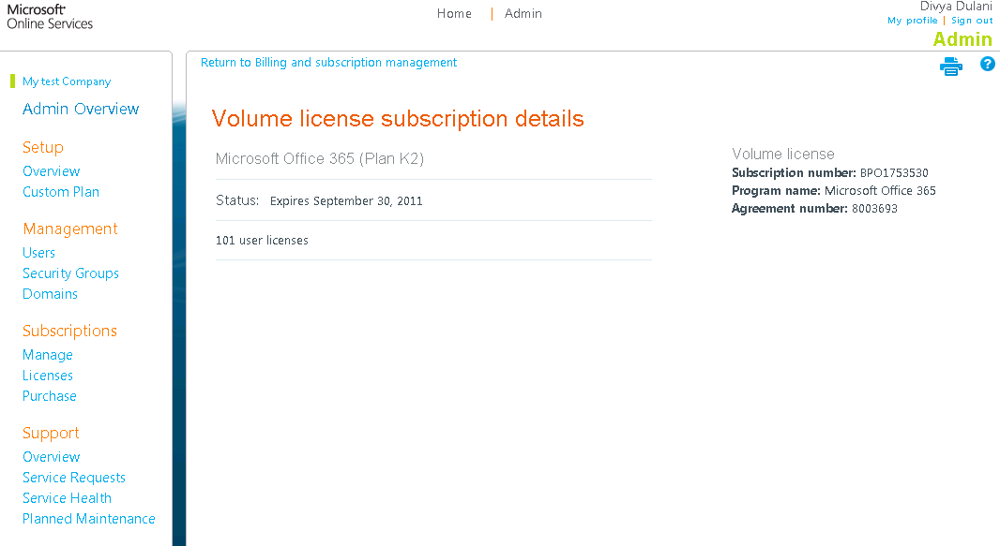 Microsoft
Online Services
Home | Admin
Divya Dulani
My profile | Sign out
Admin
My test Company
Admin Overview
Setup
Overview
Custom Plan
Management
Users
Security Groups
Domains
Subscriptions
Manage
Licenses
Purchase
Support
Overview
Service Requests
Service Health
Planned Maintenance
Return to Billing and subscription management
?
Volume license subscription details
Microsoft Office 365 (Plan K2)
Status: Expires September 30, 2011
101 user licenses
Volume license
Subscription number: BPO1753530
Program name: Microsoft Office 365
Agreement number: 8003693